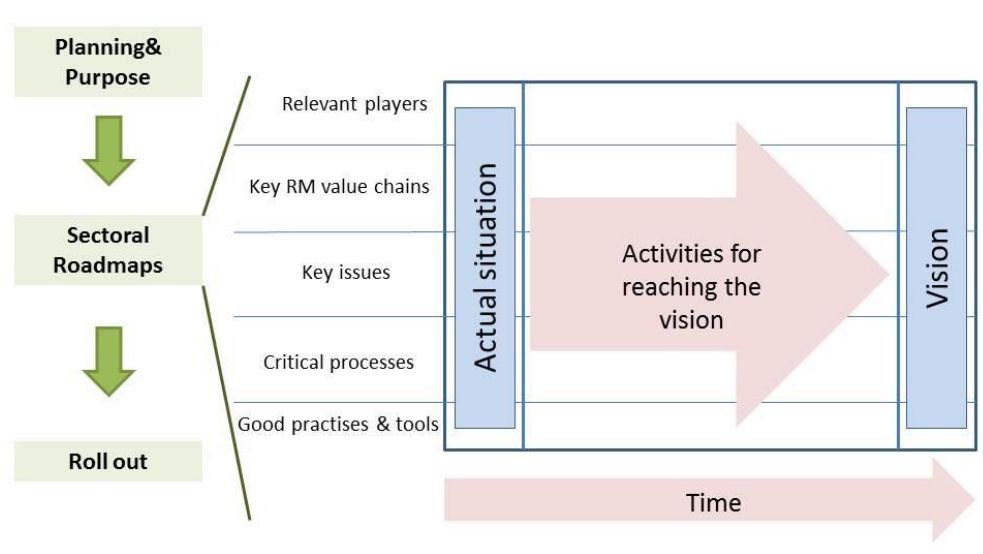 Planning&
Purpose
Sectoral
Roadmaps
Roll out
Relevant players
Key RM value chains
Key issues
Critical processes
Good practises & tools
Actual situation
Activities for
reaching the
vision
Vision
Time